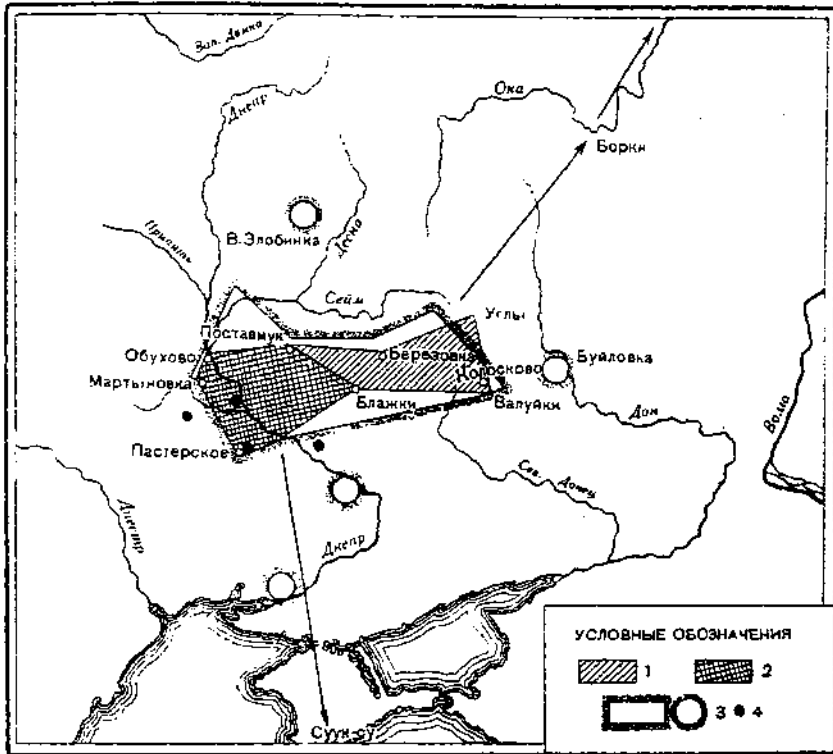 Зап. Двина
Днепр
Ока
Борки
Припять
В. Злобинка
Десна
Сейм
Углы
Поставмук
Обухово
Березовка
Буйловка
Мартыновка
Колосково
Блажки
Валуйки
Дон
Волга
Пастерское
Сев. Донец
Днестр
Днепр
Суук-су
УСЛОВНЫЕ ОБОЗНАЧЕНИЯ
1 2
3 4